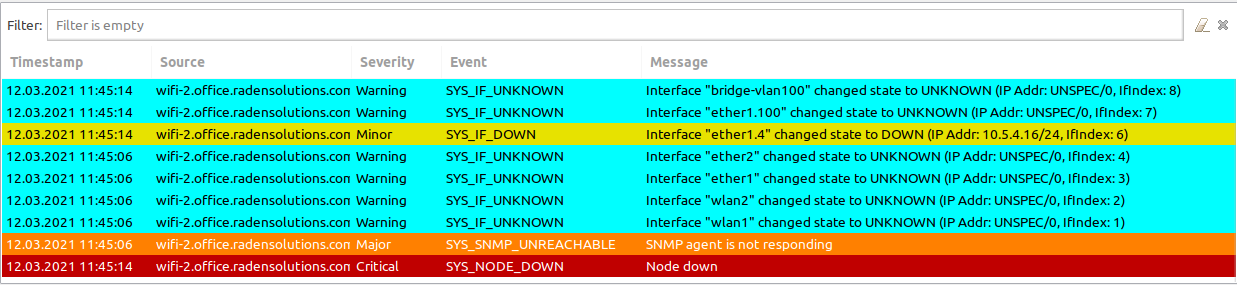 Filter: Filter is empty
Timestamp Source Severity Event Message
12.03.2021 11:45:14 wifi-2.office.radensolutions.com Warning SYS_IF_UNKNOWN Interface "bridge-vlan100" changed state to UNKNOWN (IP Addr: UNSPEC/0, IfIndex: 8)
12.03.2021 11:45:14 wifi-2.office.radensolutions.com Warning SYS_IF_UNKNOWN Interface "ether1.100" changed state to UNKNOWN (IP Addr: UNSPEC/0, IfIndex: 7)
12.03.2021 11:45:14 wifi-2.office.radensolutions.com Minor SYS_IF_DOWN Interface "ether1.4" changed state to DOWN (IP Addr: 10.5.4.16/24, IfIndex: 6)
12.03.2021 11:45:06 wifi-2.office.radensolutions.com Warning SYS_IF_UNKNOWN Interface "ether2" changed state to UNKNOWN (IP Addr: UNSPEC/0, IfIndex: 4)
12.03.2021 11:45:06 wifi-2.office.radensolutions.com Warning SYS_IF_UNKNOWN Interface "ether1" changed state to UNKNOWN (IP Addr: UNSPEC/0, IfIndex: 3)
12.03.2021 11:45:06 wifi-2.office.radensolutions.com Warning SYS_IF_UNKNOWN Interface "wlan2" changed state to UNKNOWN (IP Addr: UNSPEC/0, IfIndex: 2)
12.03.2021 11:45:06 wifi-2.office.radensolutions.com Warning SYS_IF_UNKNOWN Interface "wlan1" changed state to UNKNOWN (IP Addr: UNSPEC/0, IfIndex: 1)
12.03.2021 11:45:06 wifi-2.office.radensolutions.com Major SYS_SNMP_UNREACHABLE SNMP agent is not responding
12.03.2021 11:45:14 wifi-2.office.radensolutions.com Critical SYS_NODE_DOWN Node down